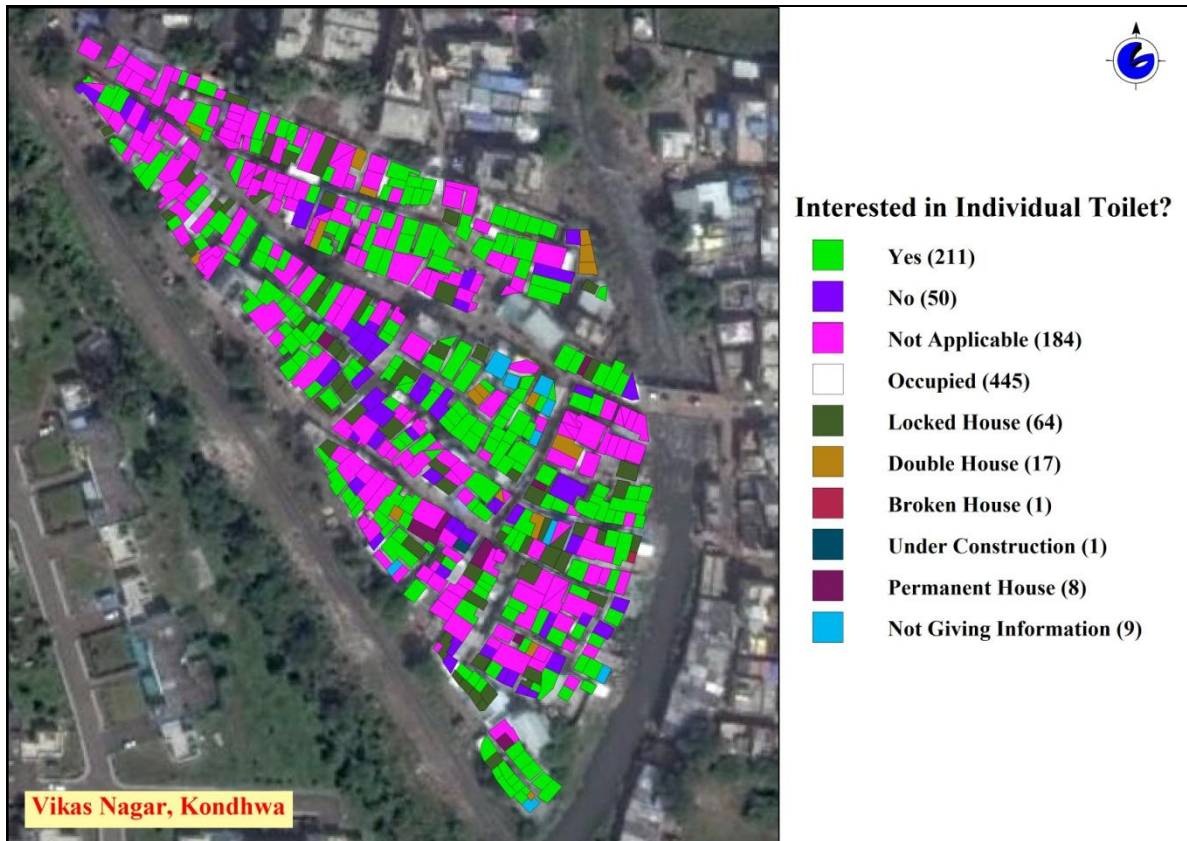 Interested in Individual Toilet?
Yes (211)
No (50)
Not Applicable (184)
Occupied (445)
Locked House (64)
Double House (17)
Broken House (1)
Under Construction (1)
Permanent House (8)
Not Giving Information (9)
Vikas Nagar, Kondhwa